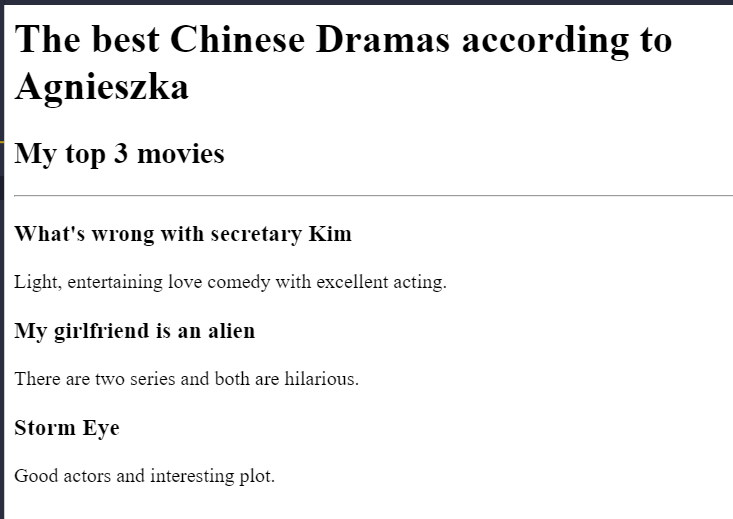 The best Chinese Dramas according to
Agnieszka
My top 3 movies
What's wrong with secretary Kim
Light, entertaining love comedy with excellent acting.
My girlfriend is an alien
There are two series and both are hilarious.
Storm Eye
Good actors and interesting plot.